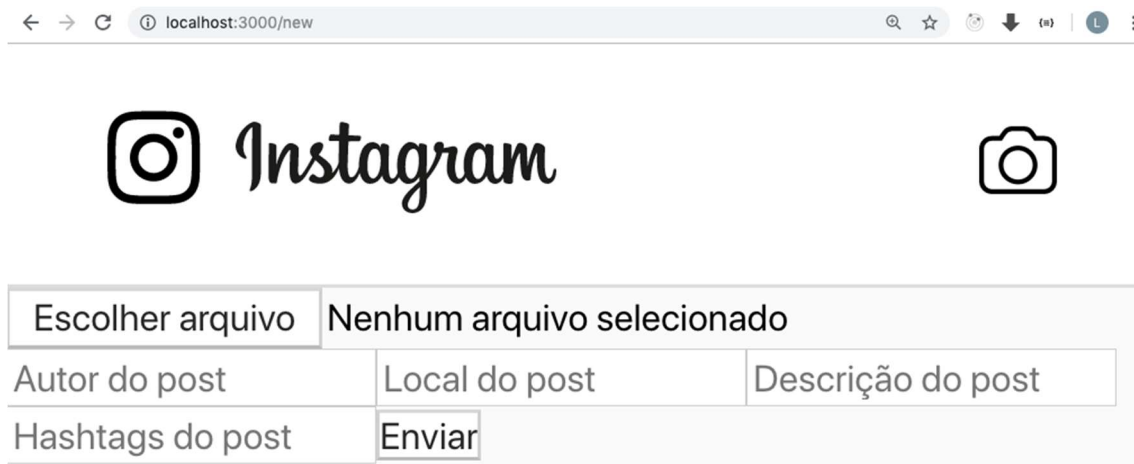 localhost:3000/new
L
Instagram
Escolher arquivo Nenhum arquivo selecionado
Autor do post Local do post Descrição do post
Hashtags do post Enviar